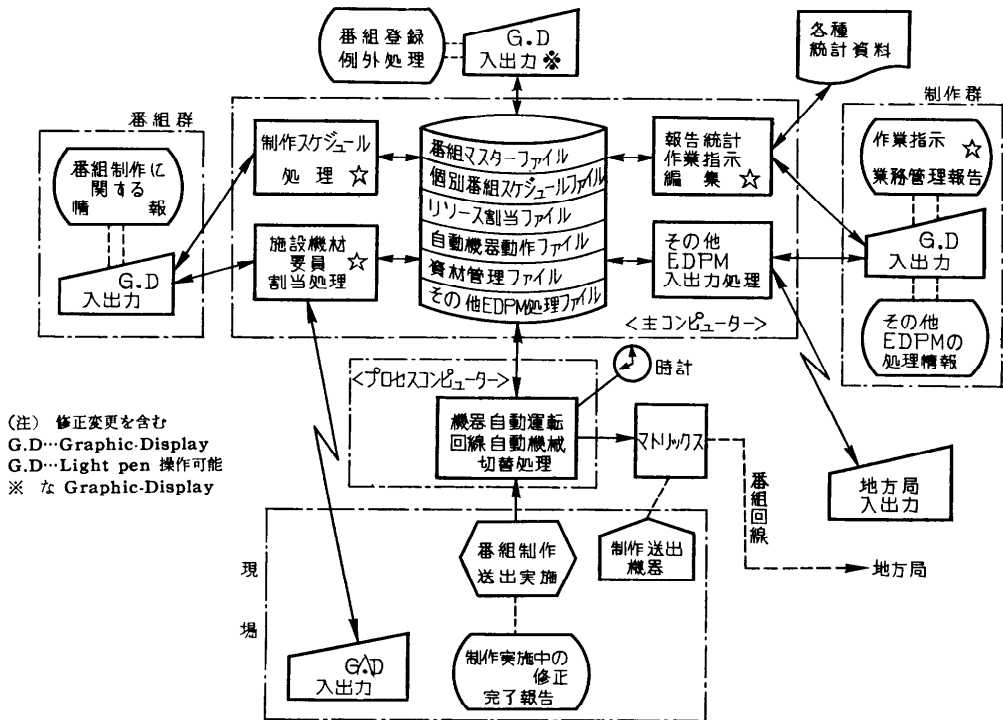 番組登録
例外処理
G.D
入出力※
各種
統計資料
番組群
番組制作に
関する
情報
G.D
入出力
制作スケジュール
処理☆
施設機材
要員☆
割当処理
番組マスターファイル
個別番組スケジュールファイル
リソース割当ファイル
自動機器動作ファイル
資材管理ファイル
その他EDPM処理ファイル
報告統計
作業指示
編集☆
その他
EDPM
入出力処理
<主コンピューター>
制作群
作業指示☆
業務管理報告
G.D
入出力
その他
EDPMの
処理情報
<プロセスコンピューター>
時計
機器自動運転
回線自動機械
切替処理
マトリックス
番組回線
地方局
入出力
地方局
(注) 修正変更を含む
G.D…Graphic-Display
G.D…Light pen 操作可能
※ な Graphic-Display
現場
番組制作
送出実施
制作送出
機器
G.D
入出力
制作実施中の
修正
完了報告